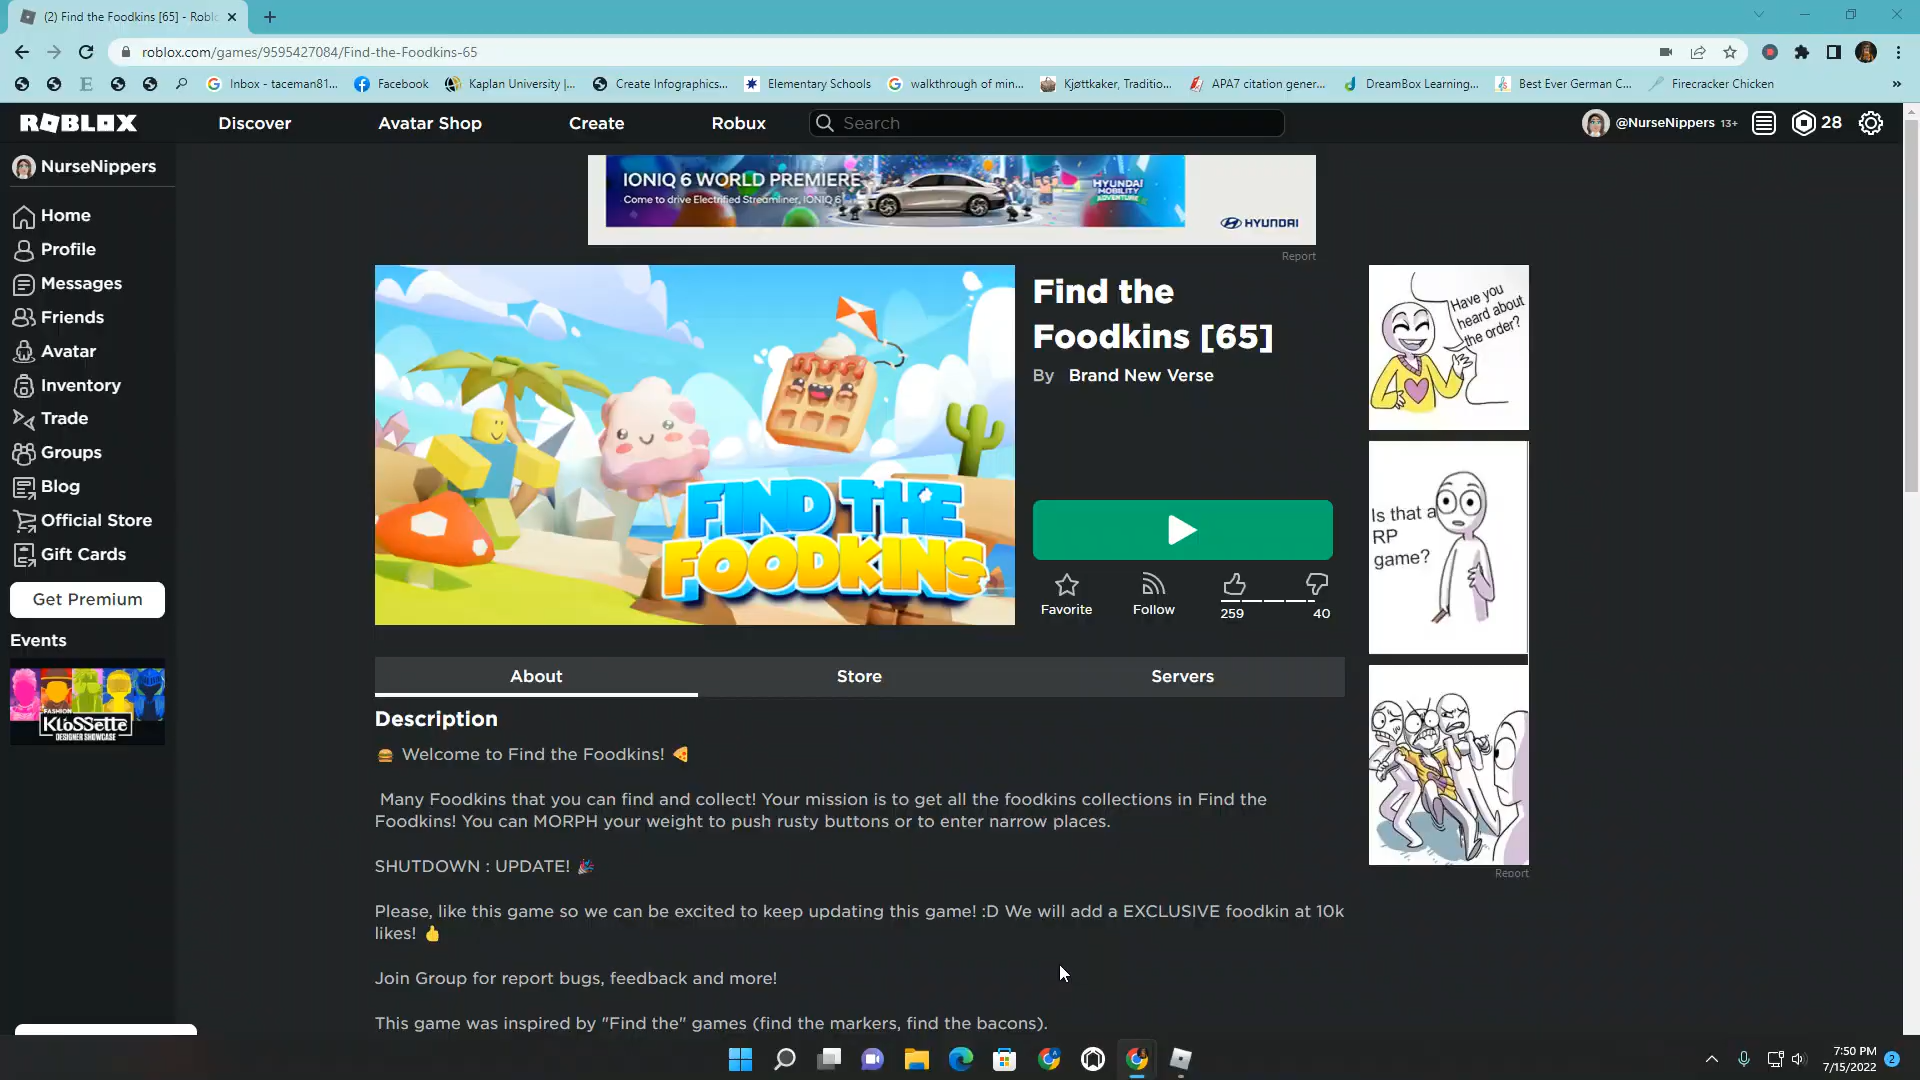 (2) Find the Foodkins [65] - Roblo
roblox.com/games/9595427084/Find-the-Foodkins-65
Inbox - taceman81...
Facebook
Kaplan University |...
Create Infographics...
Elementary Schools
walkthrough of min...
Kjøttkaker, Traditio...
APA7 citation gener...
DreamBox Learning,...
Best Ever German C...
Firecracker Chicken
ROBLOX
Discover
Avatar Shop
Create
Robux
Search
@NurseNippers 13+
28
NurseNippers
Home
Profile
Messages
Friends
Avatar
Inventory
Trade
Groups
Blog
Official Store
Gift Cards
Get Premium
Events
FASHION
KlosSette
DESIGNER SHOWCASE
IONIQ 6 WORLD PREMIERE
Come to drive Electrified Streamliner, IONIQ 6!
HYUNDAI
MOBILITY
ADVENTURE
HYUNDAI
Report
FIND THE
FOODKINS
Find the
Foodkins [65]
By Brand New Verse
Favorite
Follow
259
40
Have you
heard about
the order?
Is that a
RP
game?
Report
About
Store
Servers
Description
🍔 Welcome to Find the Foodkins! 🍕
Many Foodkins that you can find and collect! Your mission is to get all the foodkins collections in Find the
Foodkins! You can MORPH your weight to push rusty buttons or to enter narrow places.
SHUTDOWN : UPDATE! 🎉
Please, like this game so we can be excited to keep updating this game! :D We will add a EXCLUSIVE foodkin at 10k
likes! 👍
Join Group for report bugs, feedback and more!
This game was inspired by "Find the" games (find the markers, find the bacons).
7:50 PM
7/15/2022
2